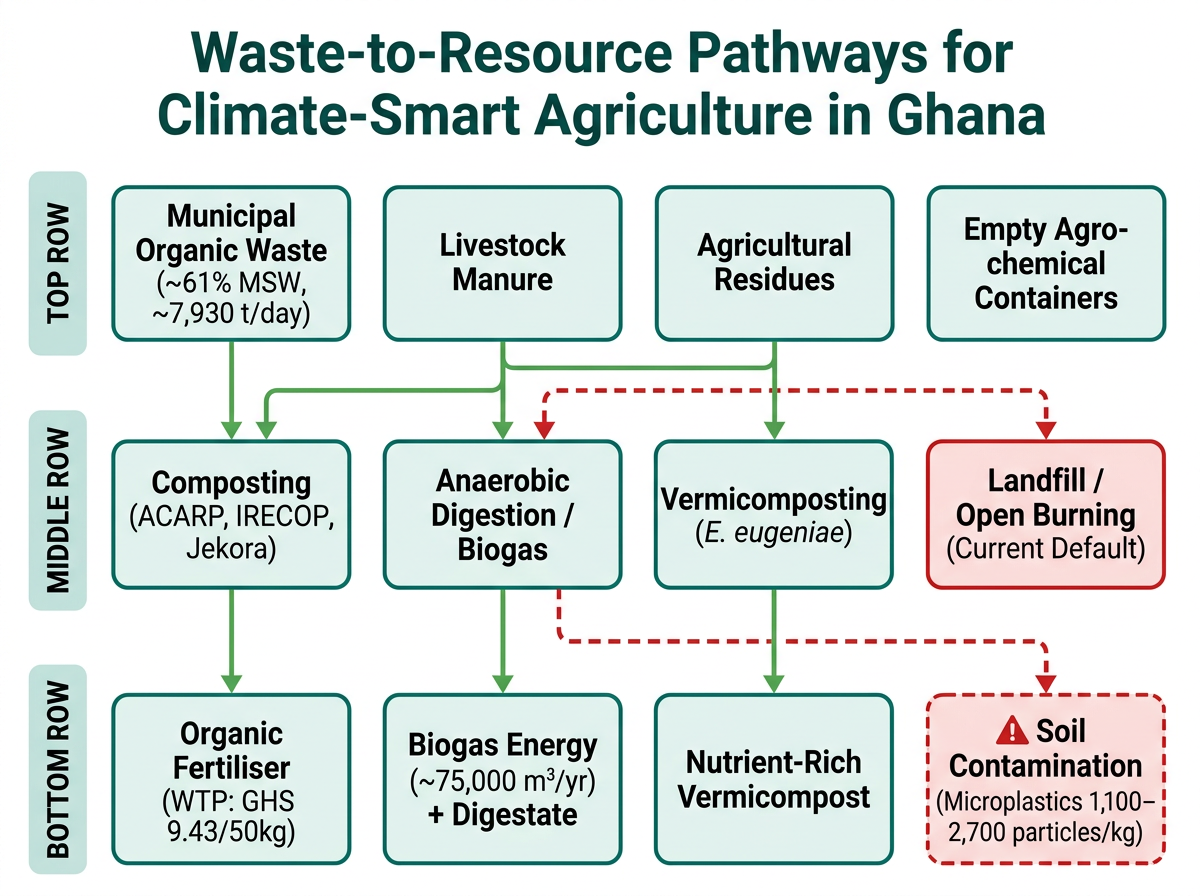 Waste-to-Resource Pathways for
Climate-Smart Agriculture in Ghana
TOP ROW
Municipal
Organic Waste
(~61% MSW,
~7,930 t/day)
Livestock
Manure
Agricultural
Residues
Empty Agro-
chemical
Containers
MIDDLE ROW
Composting
(ACARP, IRECOP,
Jekora)
Anaerobic
Digestion /
Biogas
Vermicomposting
(E. eugeniae)
Landfill /
Open Burning
(Current Default)
BOTTOM ROW
Organic
Fertiliser
(WTP: GHS
9.43/50kg)
Biogas Energy
(~75,000 m³/yr)
+ Digestate
Nutrient-Rich
Vermicompost
Soil
Contamination
(Microplastics 1,100–
2,700 particles/kg)